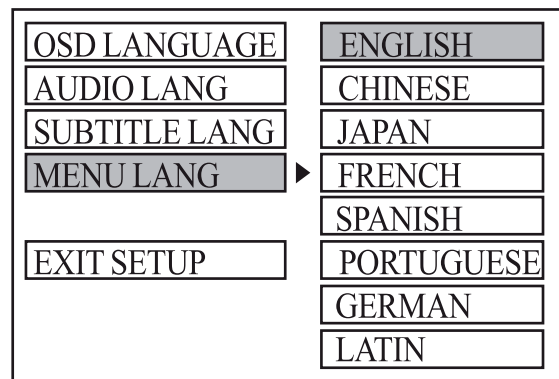 OSD LANGUAGE
AUDIO LANG
SUBTITLE LANG
MENU LANG
EXIT SETUP
ENGLISH
CHINESE
JAPAN
FRENCH
SPANISH
PORTUGUESE
GERMAN
LATIN